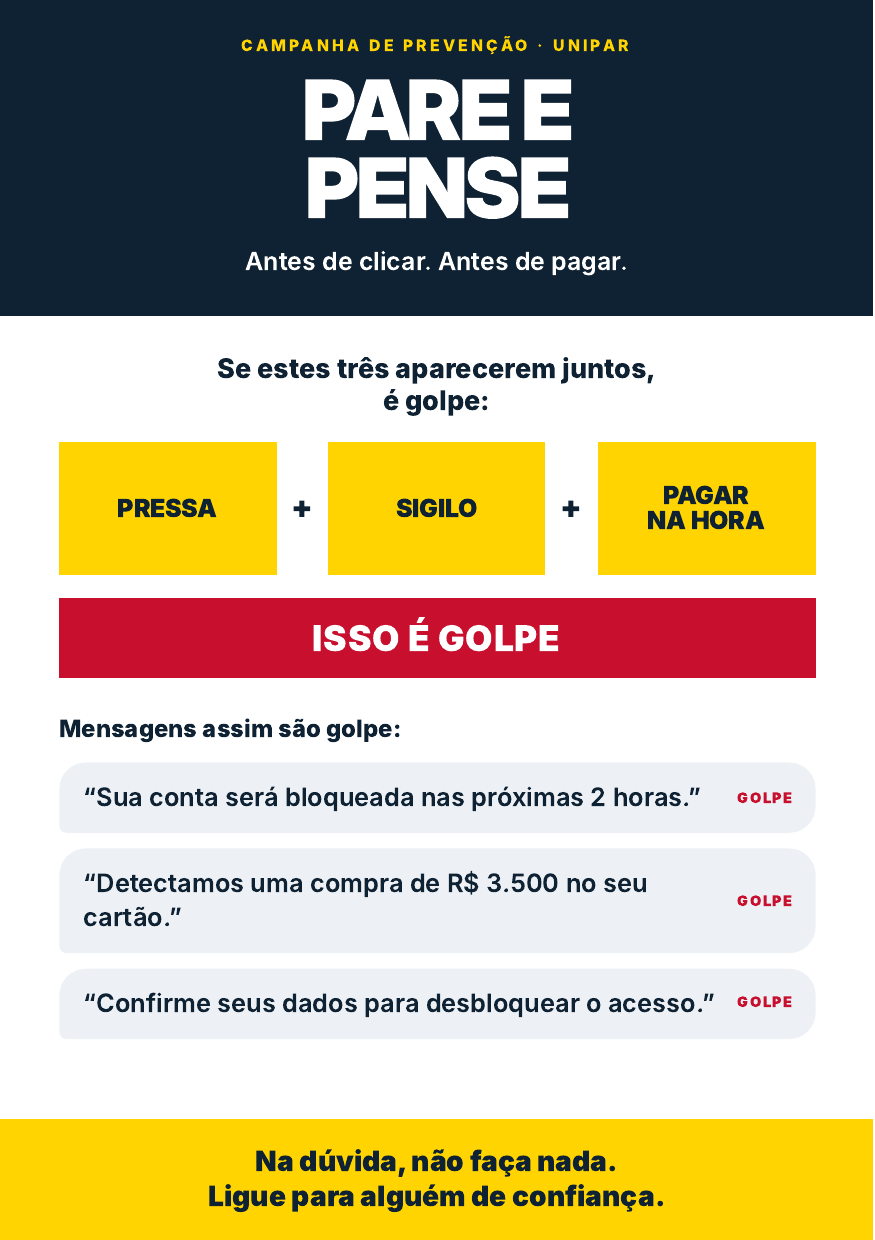 CAMPANHA DE PREVENÇÃO · UNIPAR
PARE E
PENSE
Antes de clicar. Antes de pagar.
Se estes três aparecerem juntos,
é golpe:
PRESSA + SIGILO + PAGAR
NA HORA
ISSO É GOLPE
Mensagens assim são golpe:
“Sua conta será bloqueada nas próximas 2 horas.” GOLPE
“Detectamos uma compra de R$ 3.500 no seu
cartão.” GOLPE
“Confirme seus dados para desbloquear o acesso.” GOLPE
Na dúvida, não faça nada.
Ligue para alguém de confiança.